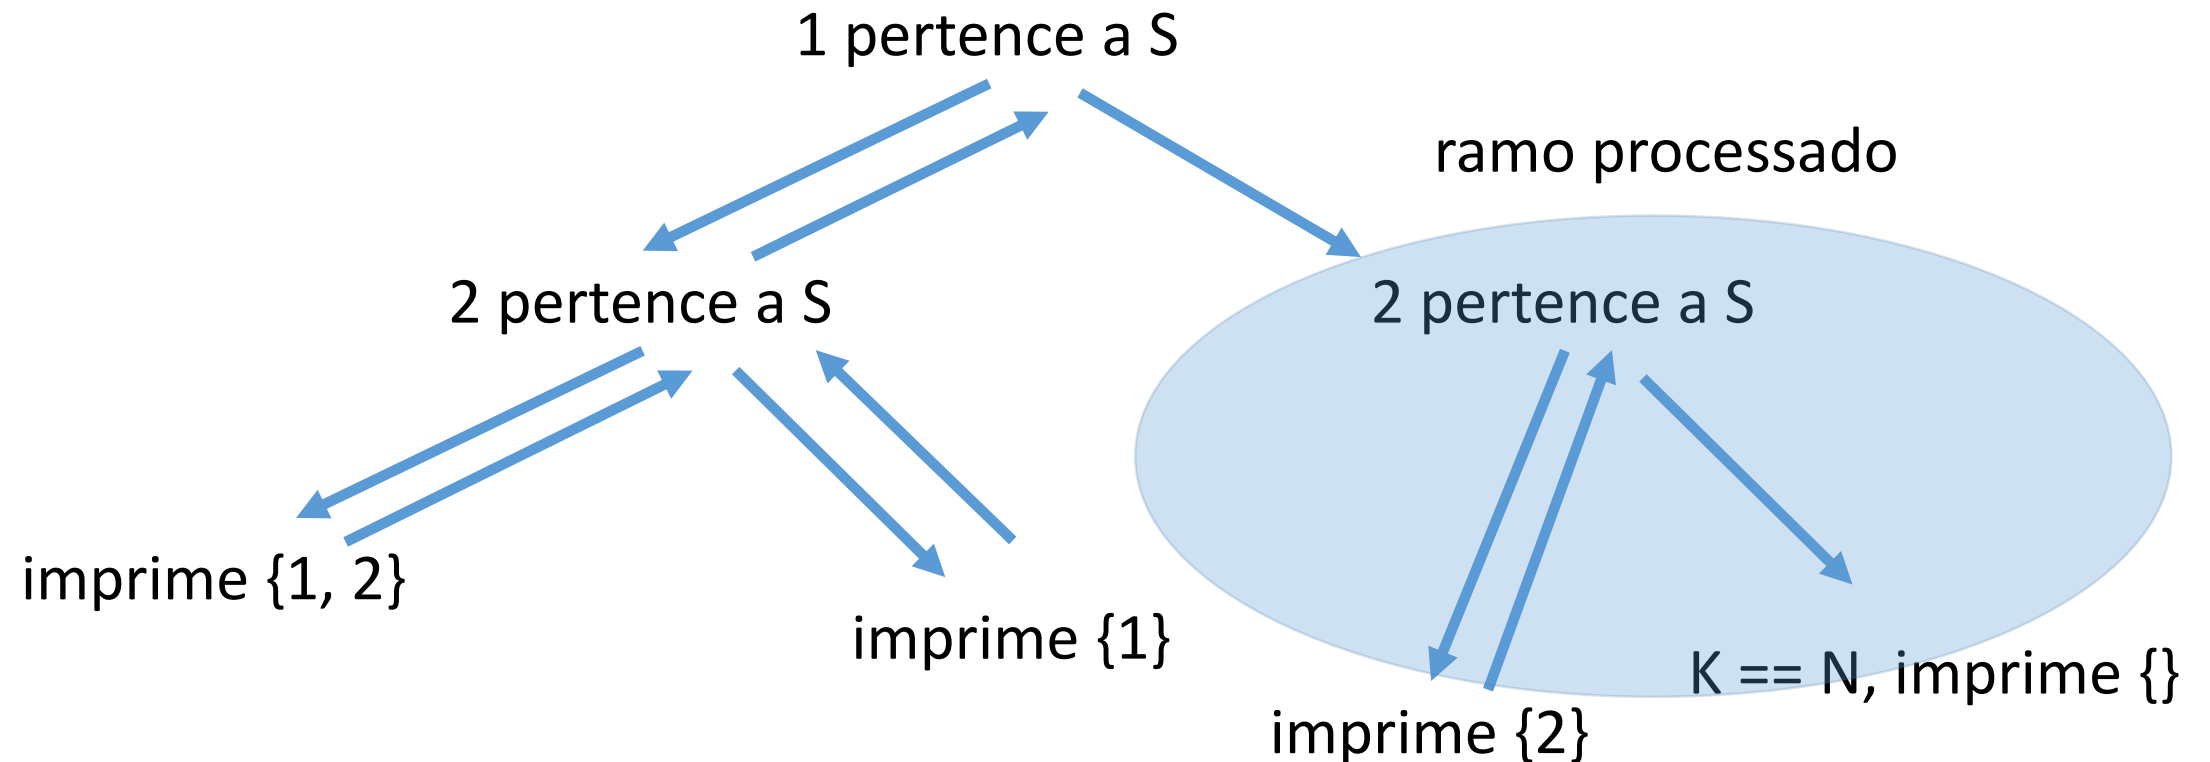 1 pertence a S
ramo processado
2 pertence a S
2 pertence a S
imprime {1, 2}
imprime {1}
K == N, imprime {}
imprime {2}